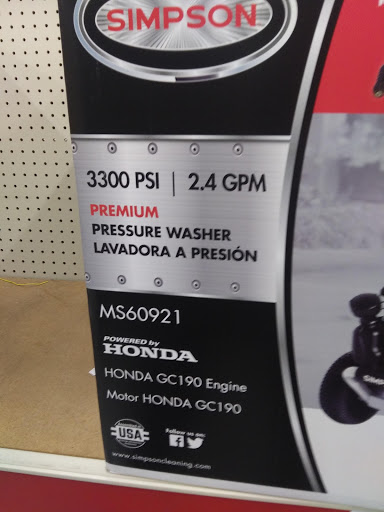 SIMPSON
3300 PSI | 2.4 GPM
PREMIUM
PRESSURE WASHER
LAVADORA A PRESIÓN
MS60921
POWERED by
HONDA
HONDA GC190 Engine
Motor HONDA GC190
USA
Follow us on:
www.simpsoncleaning.com